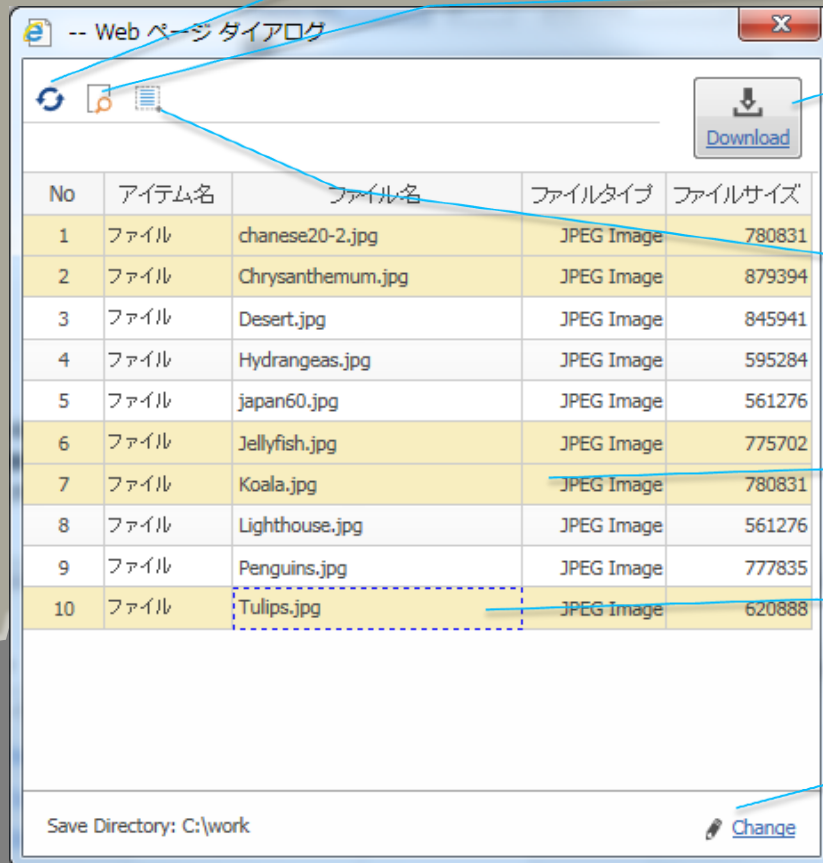 -- Web ページ ダイアログ
Download
No アイテム名 ファイル名 ファイルタイプ ファイルサイズ
1 ファイル chanese20-2.jpg JPEG Image 780831
2 ファイル Chrysanthemum.jpg JPEG Image 879394
3 ファイル Desert.jpg JPEG Image 845941
4 ファイル Hydrangeas.jpg JPEG Image 595284
5 ファイル japan60.jpg JPEG Image 561276
6 ファイル Jellyfish.jpg JPEG Image 775702
7 ファイル Koala.jpg JPEG Image 780831
8 ファイル Lighthouse.jpg JPEG Image 561276
9 ファイル Penguins.jpg JPEG Image 777835
10 ファイル Tulips.jpg JPEG Image 620888
Save Directory: C:\work Change